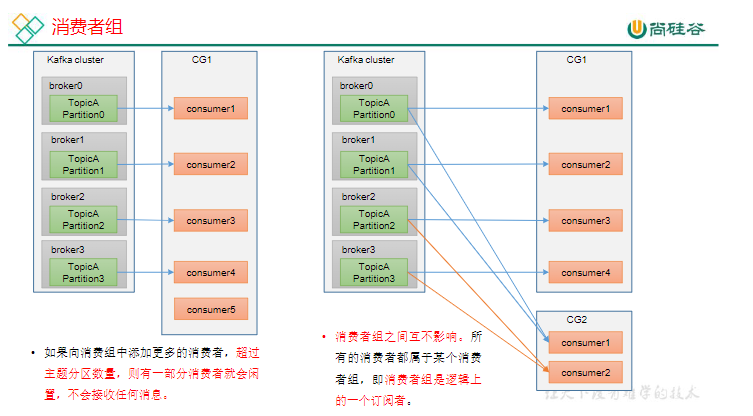 消费者组
尚硅谷
Kafka cluster
CG1
broker0
TopicA
Partition0
consumer1
broker1
TopicA
Partition1
consumer2
broker2
TopicA
Partition2
consumer3
broker3
TopicA
Partition3
consumer4
consumer5
• 如果向消费组中添加更多的消费者，超过
主题分区数量，则有一部分消费者就会闲
置，不会接收任何消息。
Kafka cluster
CG1
broker0
TopicA
Partition0
consumer1
broker1
TopicA
Partition1
consumer2
broker2
TopicA
Partition2
consumer3
broker3
TopicA
Partition3
consumer4
CG2
consumer1
consumer2
• 消费者组之间互不影响。所
有的消费者都属于某个消费
者组，即消费者组是逻辑上
的一个订阅者。
的技术